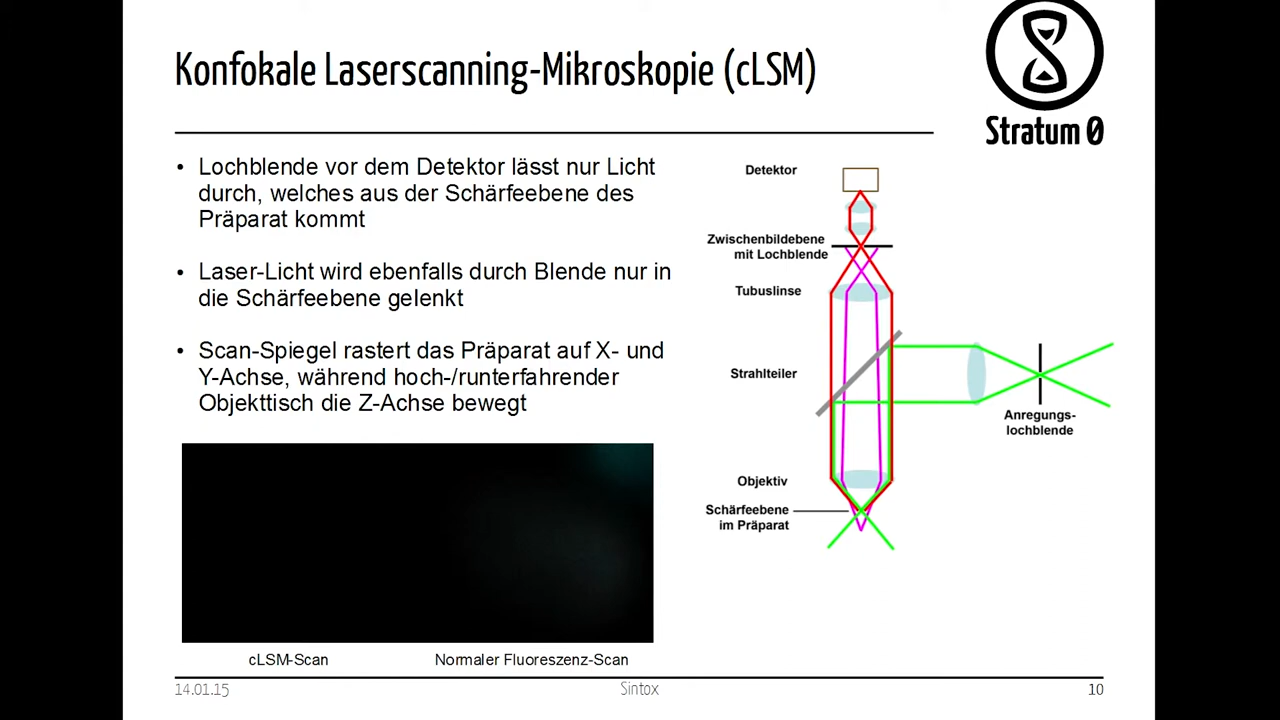 Konfokale Laserscanning-Mikroskopie (cLSM)
Stratum 0
• Lochblende vor dem Detektor lässt nur Licht
durch, welches aus der Schärfeebene des
Präparat kommt
• Laser-Licht wird ebenfalls durch Blende nur in
die Schärfeebene gelenkt
• Scan-Spiegel rastert das Präparat auf X- und
Y-Achse, während hoch-/runterfahrender
Objekttisch die Z-Achse bewegt
Detektor
Zwischenbildebene
mit Lochblende
Tubuslinse
Strahlteiler
Anregungs-
lochblende
Objektiv
Schärfeebene
im Präparat
cLSM-Scan
Normaler Fluoreszenz-Scan
14.01.15
Sintox
10